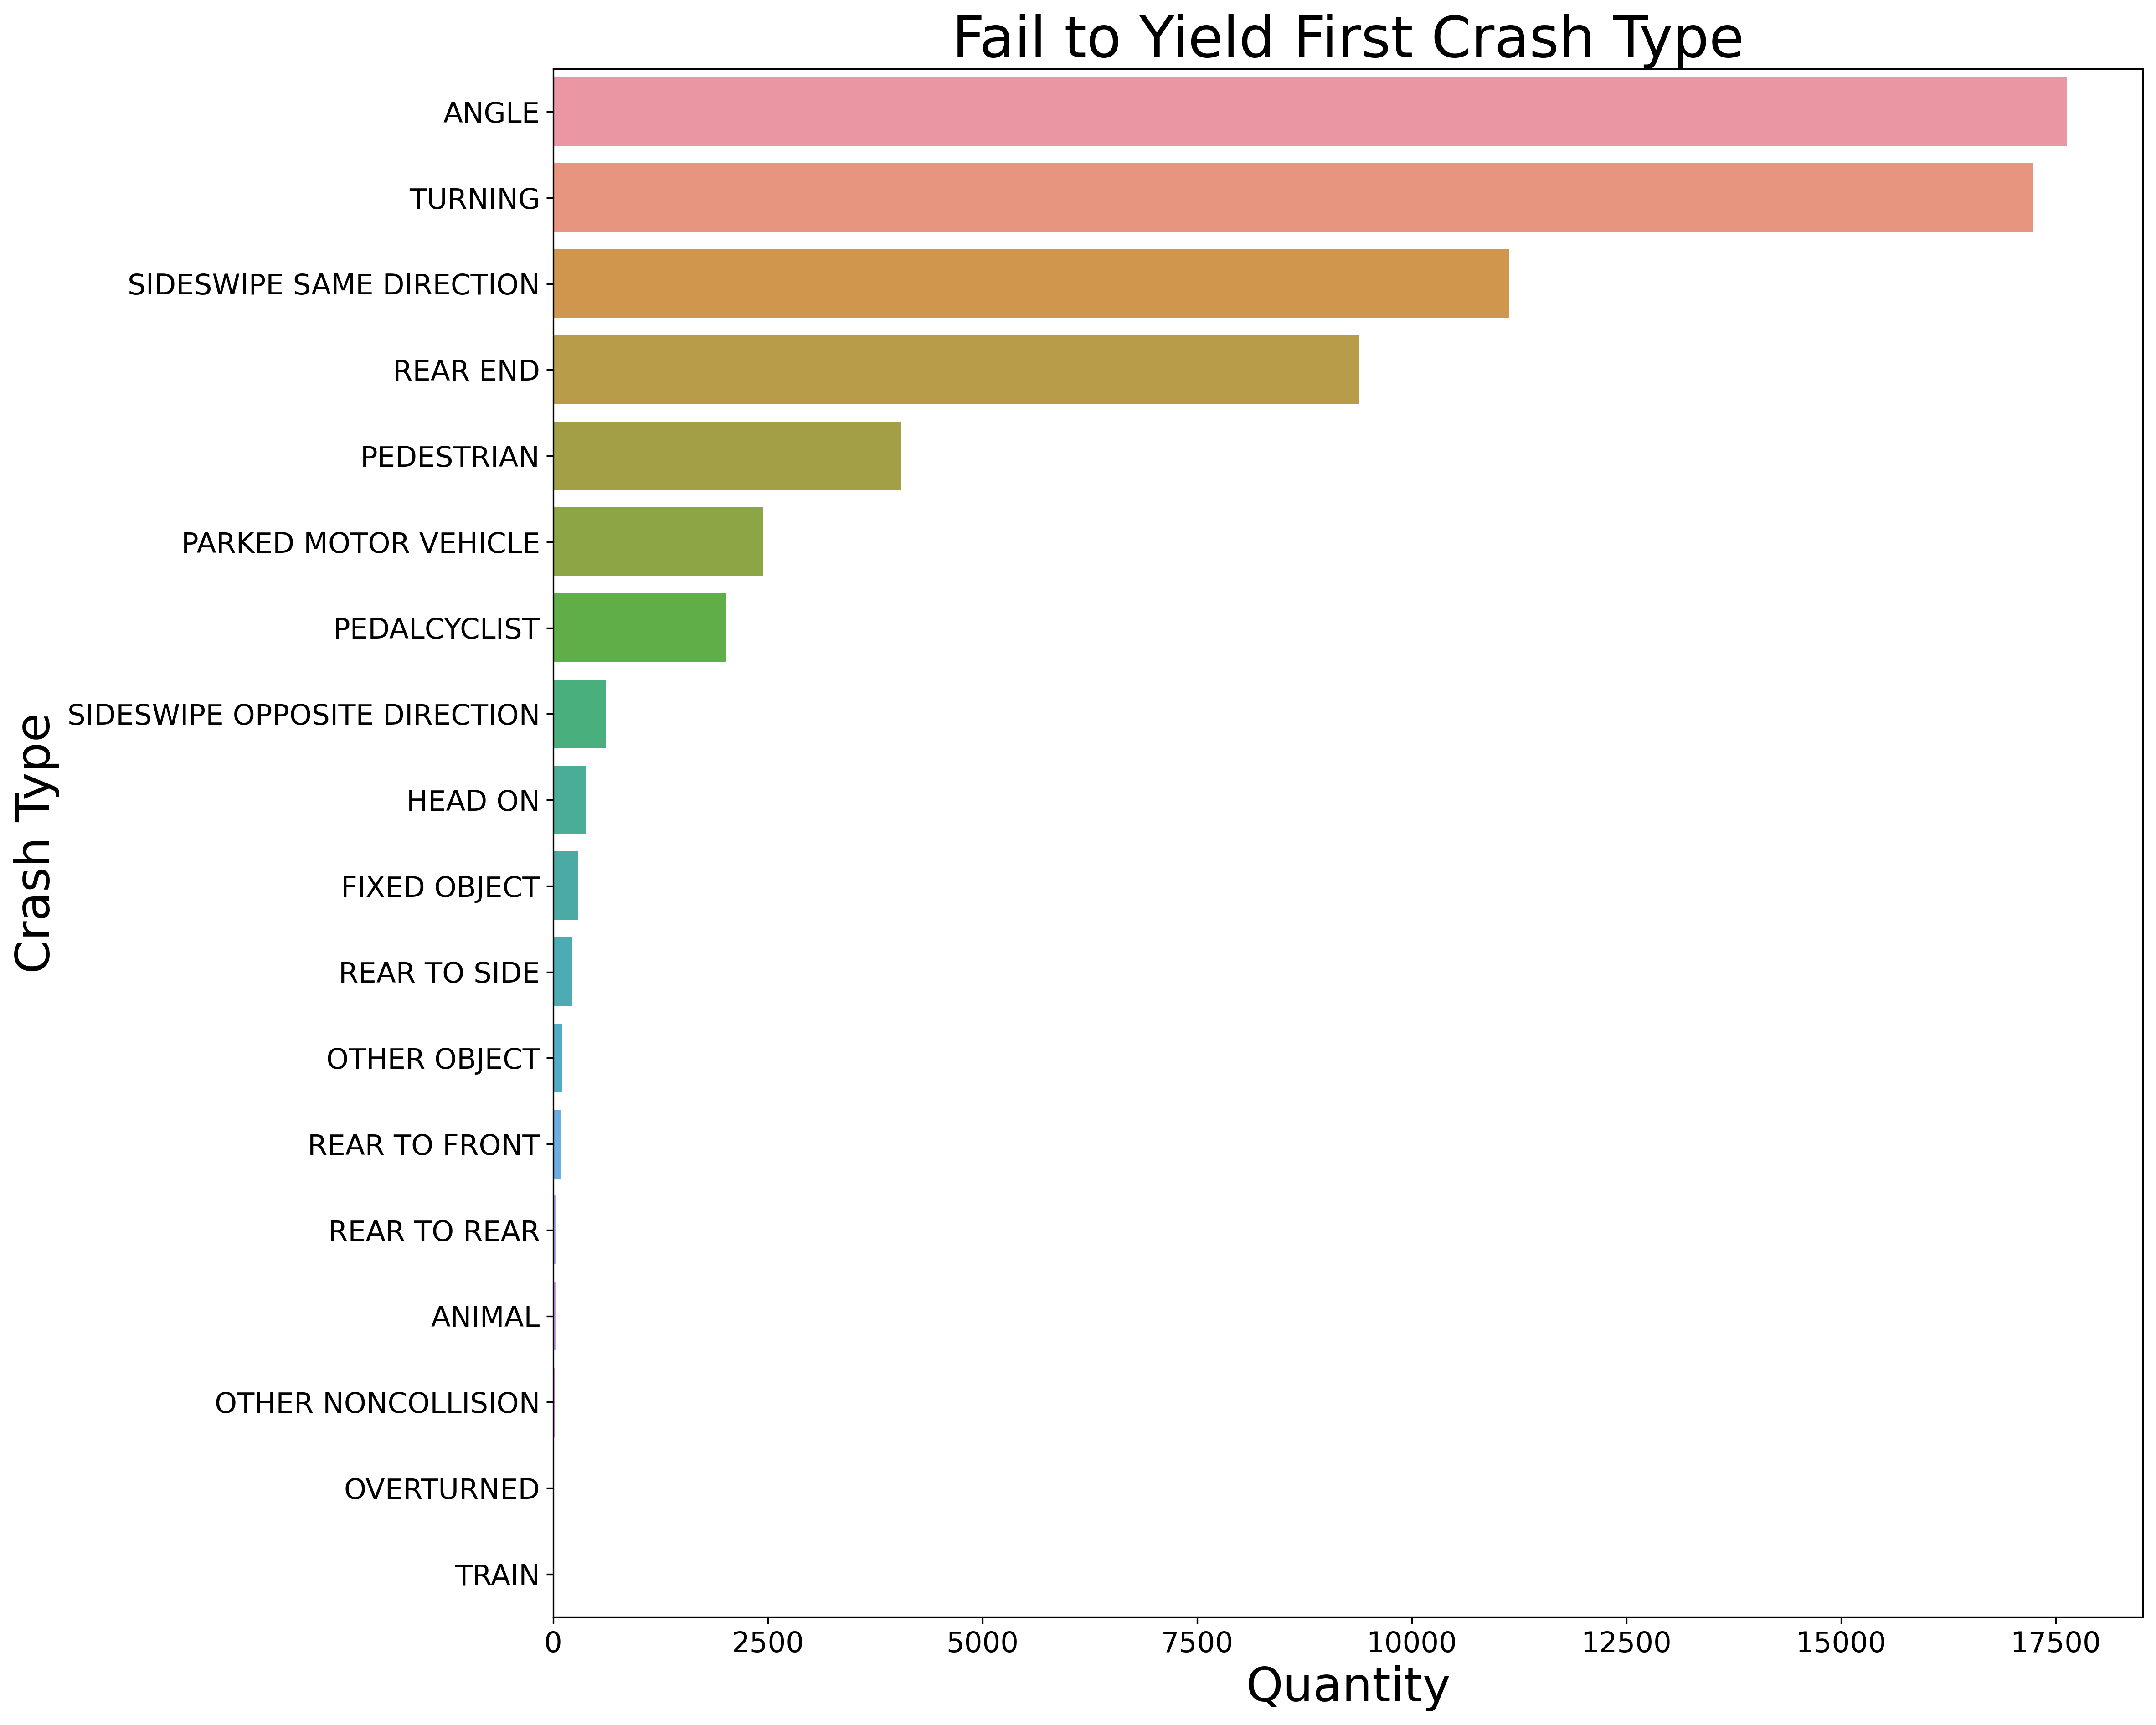 Fail to Yield First Crash Type
ANGLE
TURNING
SIDESWIPE SAME DIRECTION
REAR END
PEDESTRIAN
PARKED MOTOR VEHICLE
PEDALCYCLIST
SIDESWIPE OPPOSITE DIRECTION
HEAD ON
FIXED OBJECT
REAR TO SIDE
OTHER OBJECT
REAR TO FRONT
REAR TO REAR
ANIMAL
OTHER NONCOLLISION
OVERTURNED
TRAIN
Crash Type
0 2500 5000 7500 10000 12500 15000 17500
Quantity